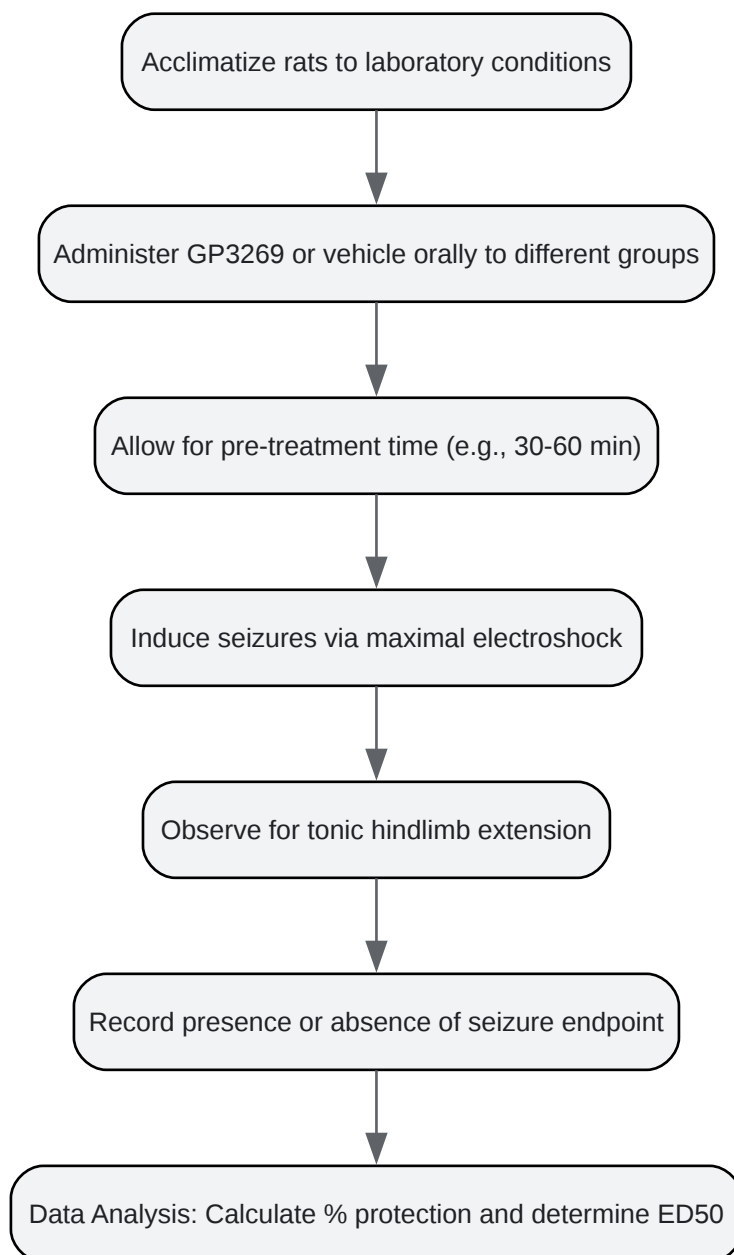 Acclimatize rats to laboratory conditions
Administer GP3269 or vehicle orally to different groups
Allow for pre-treatment time (e.g., 30-60 min)
Induce seizures via maximal electroshock
Observe for tonic hindlimb extension
Record presence or absence of seizure endpoint
Data Analysis: Calculate % protection and determine ED50